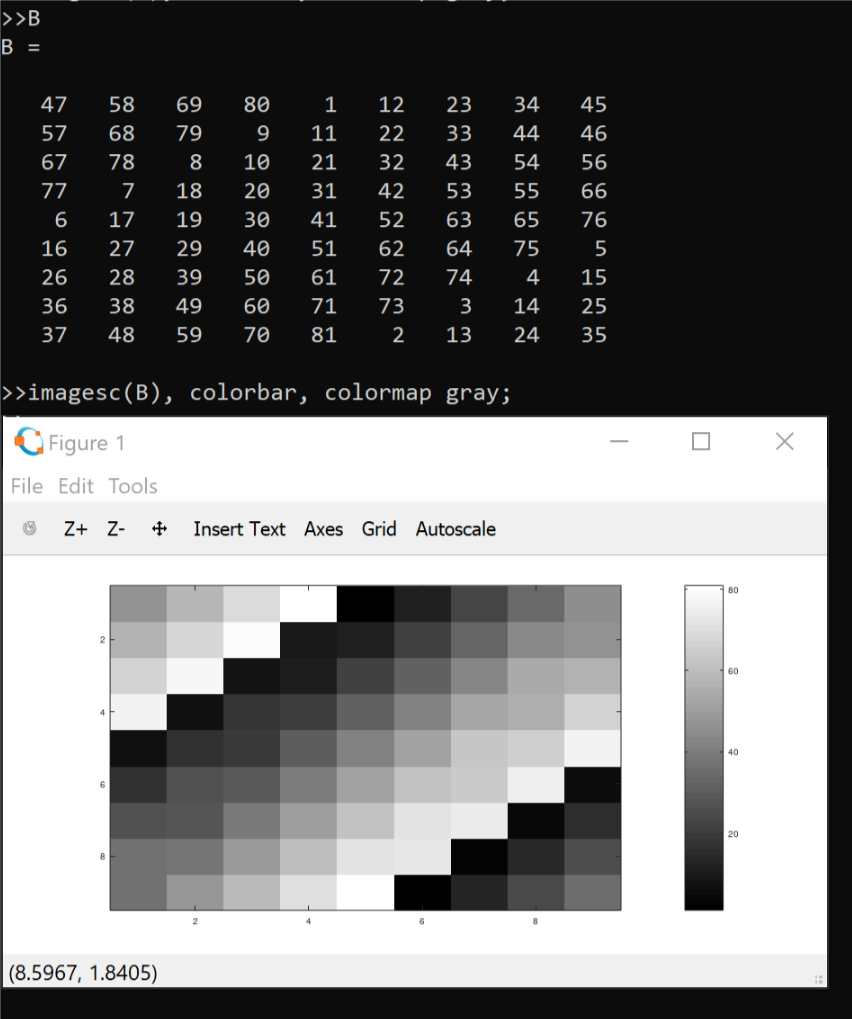 >>B
B =
47 58 69 80 1 12 23 34 45
57 68 79 9 11 22 33 44 46
67 78 8 10 21 32 43 54 56
77 7 18 20 31 42 53 55 66
6 17 19 30 41 52 63 65 76
16 27 29 40 51 62 64 75 5
26 28 39 50 61 72 74 4 15
36 38 49 60 71 73 3 14 25
37 48 59 70 81 2 13 24 35
>>imagesc(B), colorbar, colormap gray;
Figure 1
File Edit Tools
Z+ Z- Insert Text Axes Grid Autoscale
80
2
60
4
40
6
20
8
2 4 6 8
(8.5967, 1.8405)